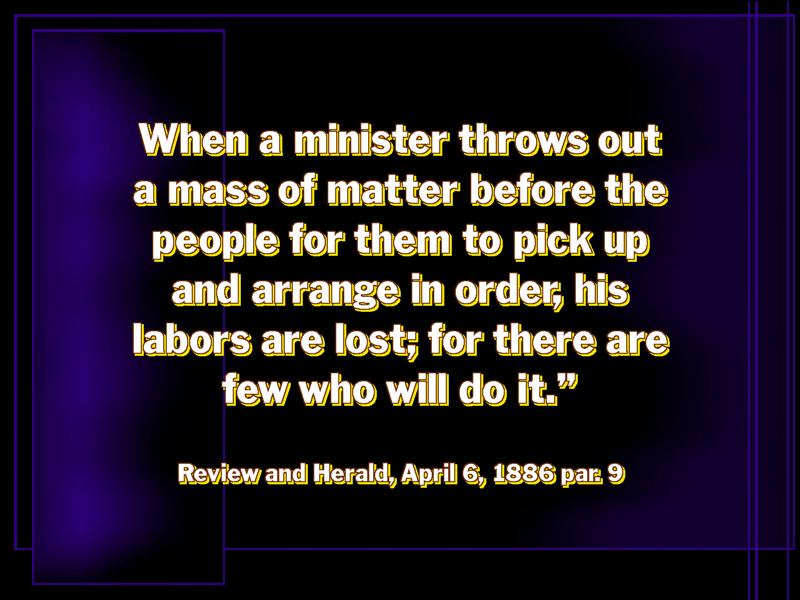 When a minister throws out
a mass of matter before the
people for them to pick up
and arrange in order, his
labors are lost; for there are
few who will do it.”
Review and Herald, April 6, 1886 par. 9